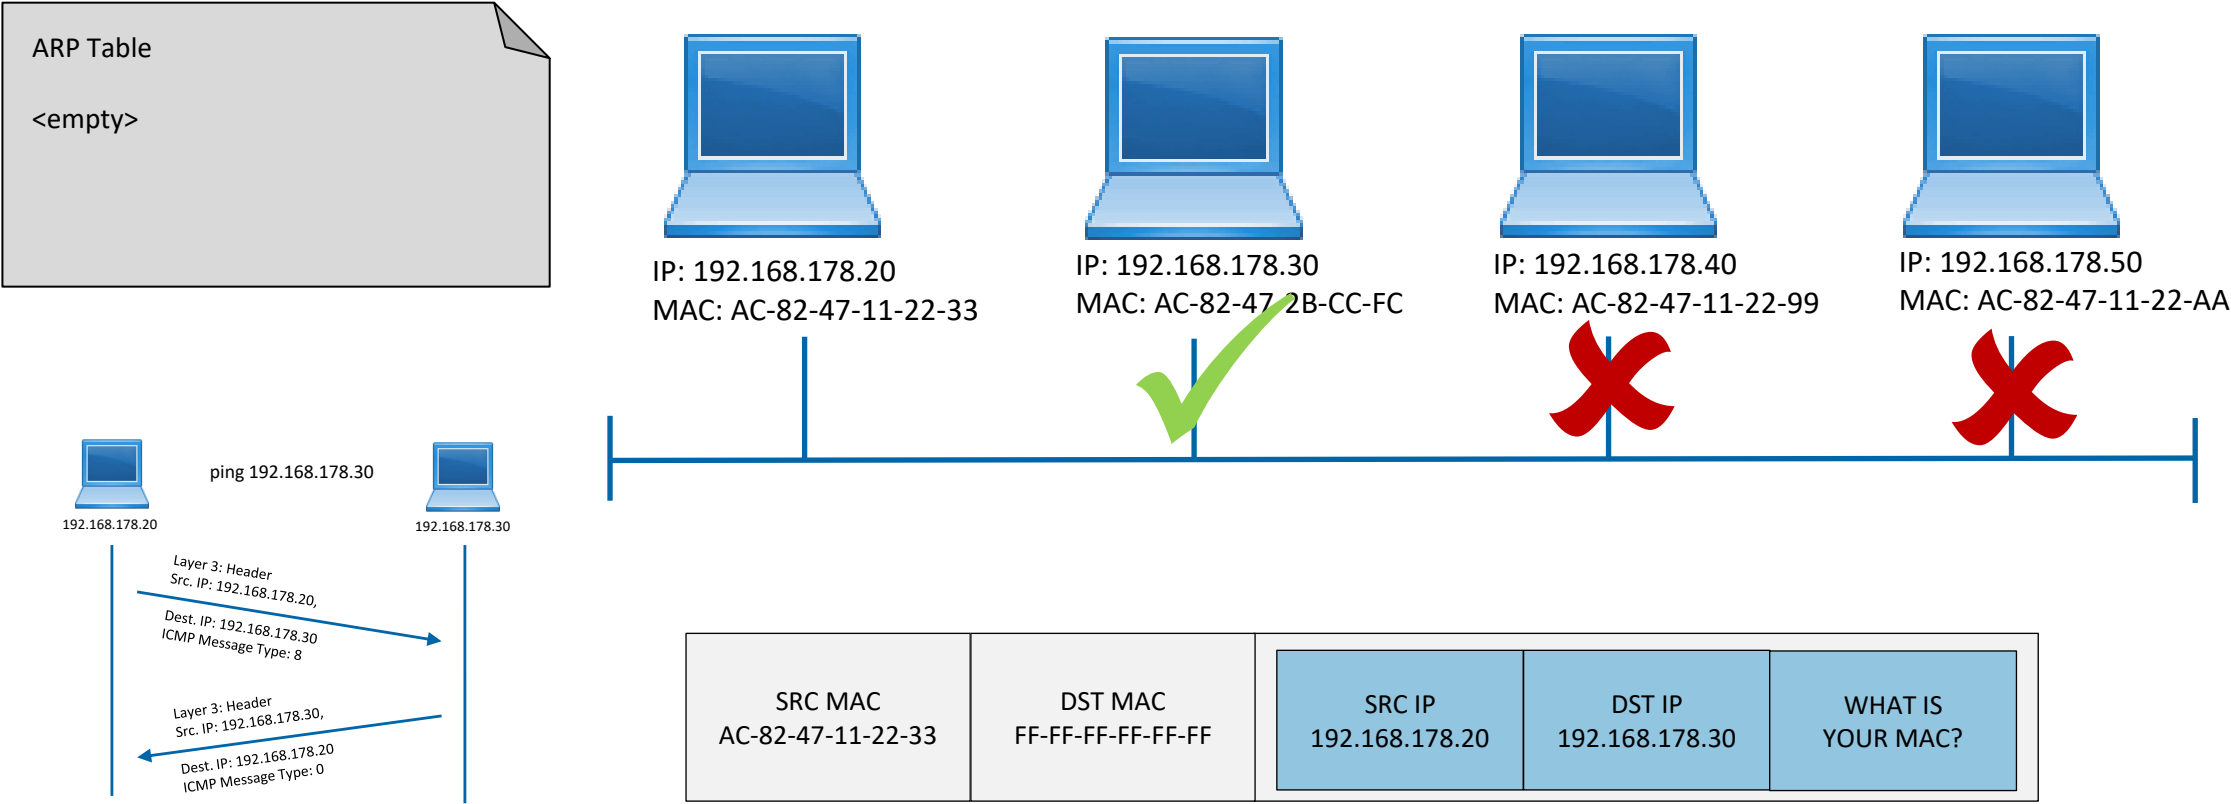 ARP Table
<empty>
IP: 192.168.178.20
MAC: AC-82-47-11-22-33
IP: 192.168.178.30
MAC: AC-82-47-2B-CC-FC
IP: 192.168.178.40
MAC: AC-82-47-11-22-99
IP: 192.168.178.50
MAC: AC-82-47-11-22-AA
ping 192.168.178.30
192.168.178.20
192.168.178.30
Layer 3: Header
Src. IP: 192.168.178.20,
Dest. IP: 192.168.178.30
ICMP Message Type: 8
Layer 3: Header
Src. IP: 192.168.178.30,
Dest. IP: 192.168.178.20
ICMP Message Type: 0
SRC MAC
AC-82-47-11-22-33
DST MAC
FF-FF-FF-FF-FF-FF
SRC IP
192.168.178.20
DST IP
192.168.178.30
WHAT IS
YOUR MAC?